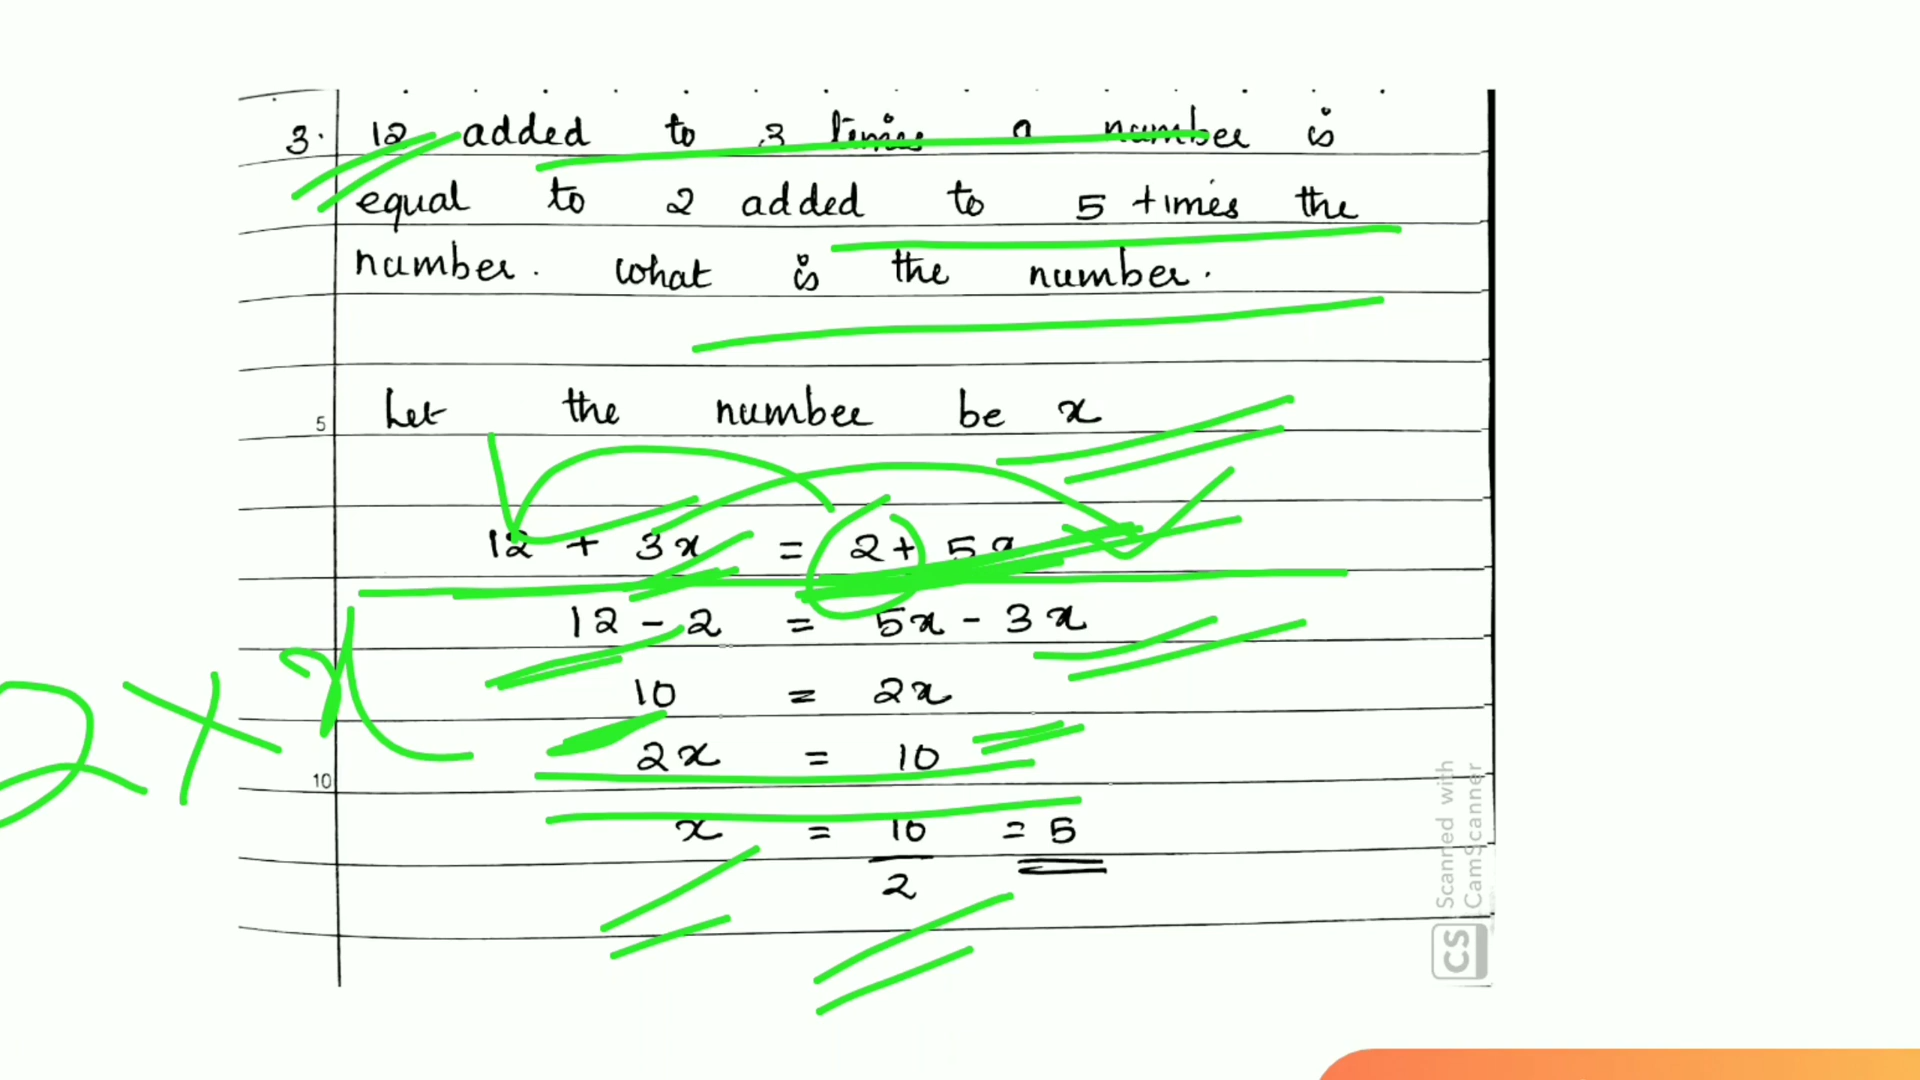 3. 12 added to 3 times a number is
equal to 2 added to 5 times the
number. what is the number.
5
Let the number be x
12 + 3x = 2 + 5x
12 - 2 = 5x - 3x
10 = 2x
2x = 10
10
x = 10/2 = 5
2 x x
Scanned with
CamScanner
CS